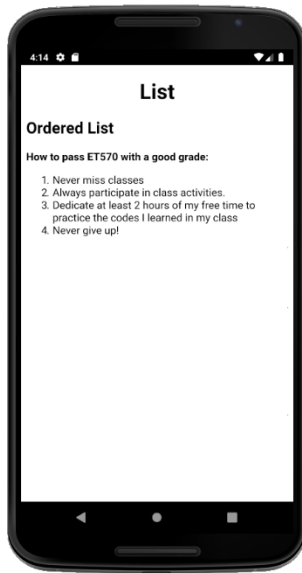 4:14
List
Ordered List
How to pass ET570 with a good grade:
1. Never miss classes
2. Always participate in class activities.
3. Dedicate at least 2 hours of my free time to
practice the codes I learned in my class
4. Never give up!